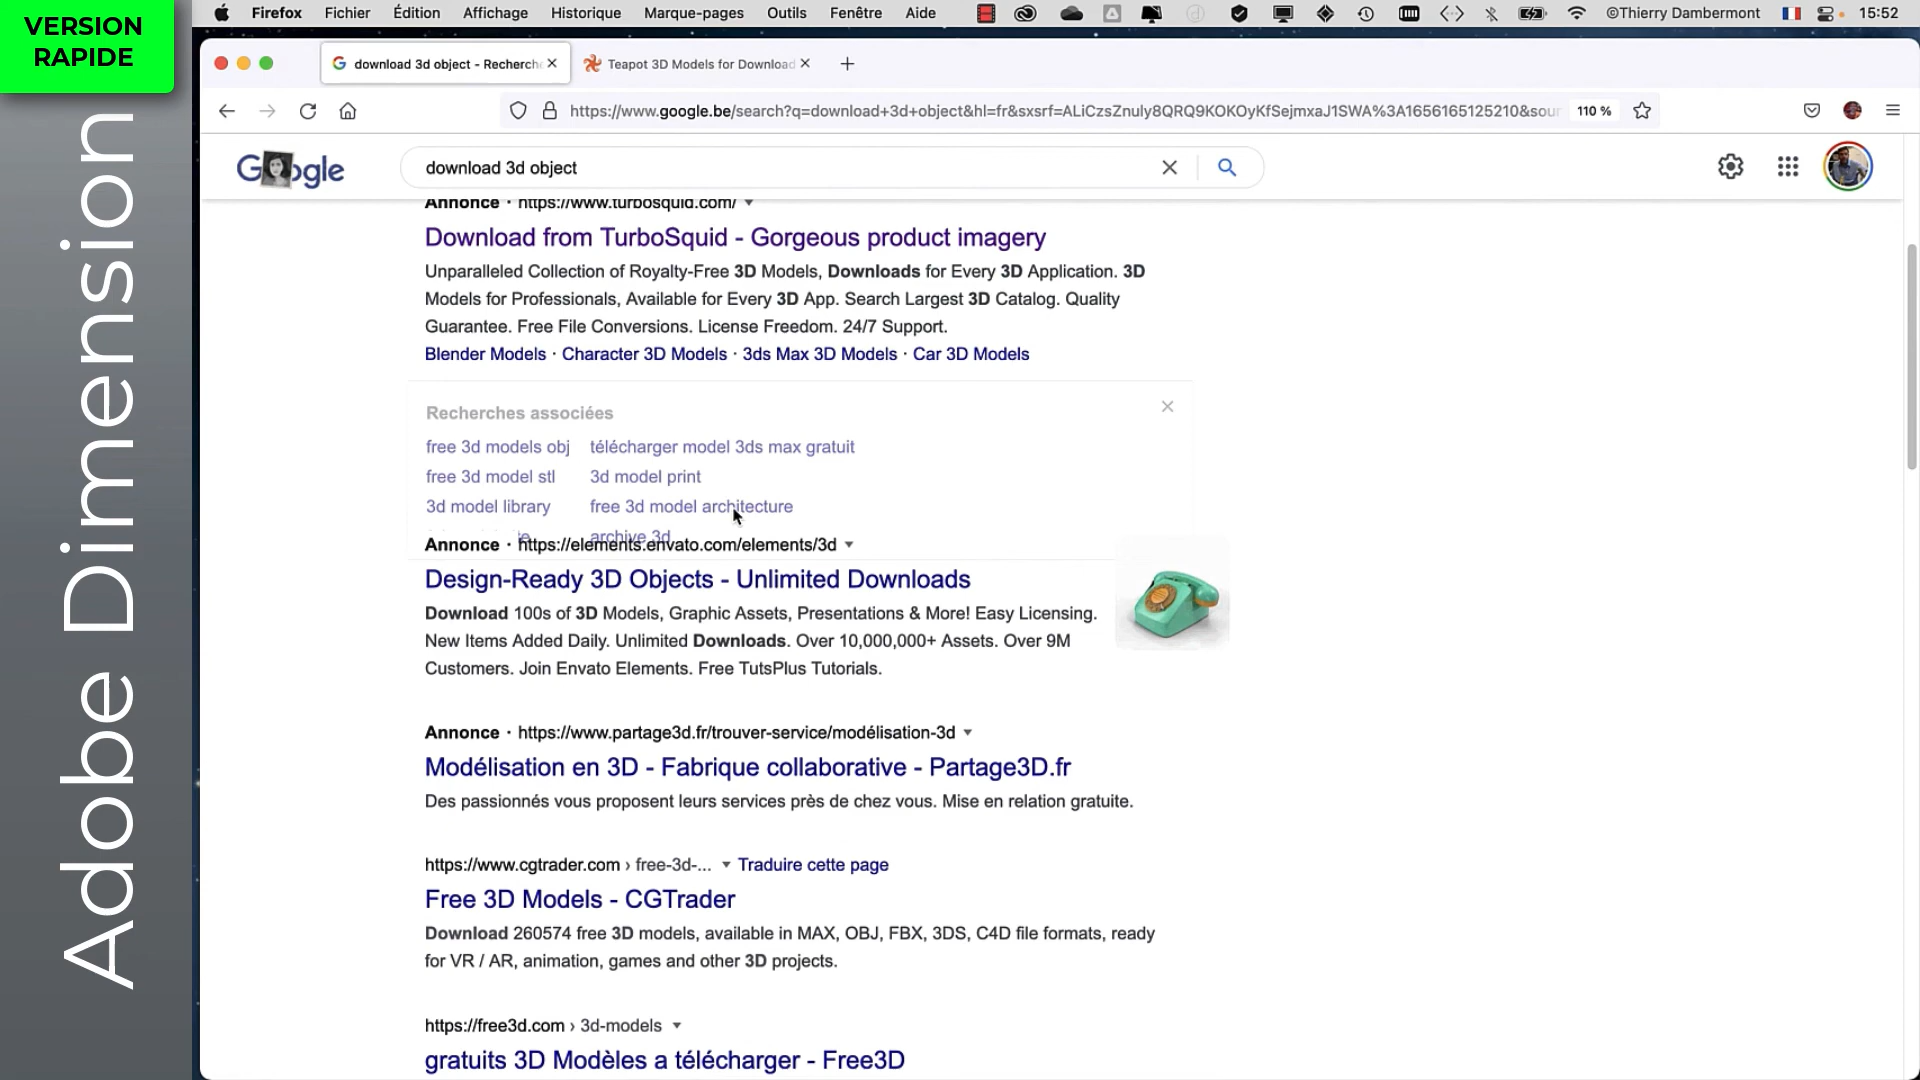 VERSION
RAPIDE
Adobe Dimension
Firefox Fichier Édition Affichage Historique Marque-pages Outils Fenêtre Aide ©Thierry Dambermont 15:52
download 3d object - Recherch
Teapot 3D Models for Download
https://www.google.be/search?q=download+3d+object&hl=fr&sxsrf=ALiCzsZnuly8QRQ9KOKOyKfSejmxaJ1SWA%3A1656165125210&sour 110 %
Google
download 3d object
Annonce · https://www.turbosquid.com/
Download from TurboSquid - Gorgeous product imagery
Unparalleled Collection of Royalty-Free 3D Models, Downloads for Every 3D Application. 3D
Models for Professionals, Available for Every 3D App. Search Largest 3D Catalog. Quality
Guarantee. Free File Conversions. License Freedom. 24/7 Support.
Blender Models · Character 3D Models · 3ds Max 3D Models · Car 3D Models
Recherches associées
free 3d models obj télécharger model 3ds max gratuit
free 3d model stl 3d model print
3d model library free 3d model architecture
archive 3d
Annonce · https://elements.envato.com/elements/3d
Design-Ready 3D Objects - Unlimited Downloads
Download 100s of 3D Models, Graphic Assets, Presentations & More! Easy Licensing.
New Items Added Daily. Unlimited Downloads. Over 10,000,000+ Assets. Over 9M
Customers. Join Envato Elements. Free TutsPlus Tutorials.
Annonce · https://www.partage3d.fr/trouver-service/modélisation-3d
Modélisation en 3D - Fabrique collaborative - Partage3D.fr
Des passionnés vous proposent leurs services près de chez vous. Mise en relation gratuite.
https://www.cgtrader.com › free-3d-... Traduire cette page
Free 3D Models - CGTrader
Download 260574 free 3D models, available in MAX, OBJ, FBX, 3DS, C4D file formats, ready
for VR / AR, animation, games and other 3D projects.
https://free3d.com › 3d-models
gratuits 3D Modèles a télécharger - Free3D